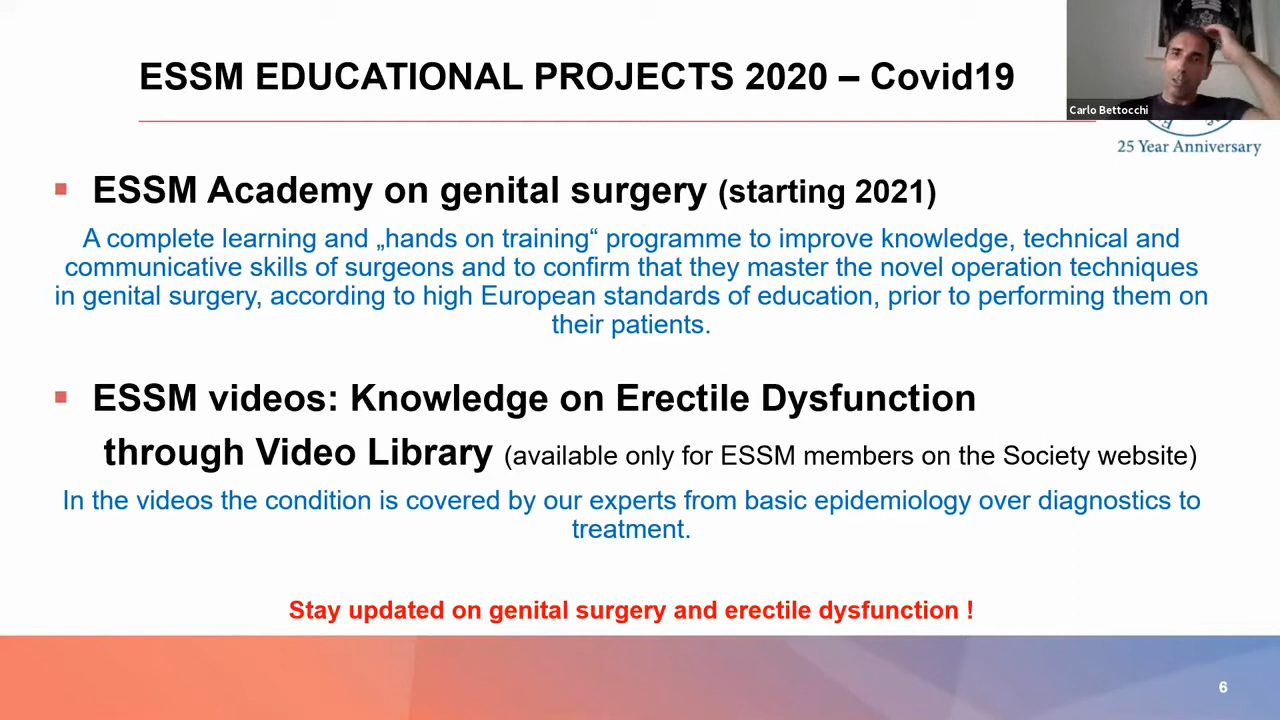 ESSM EDUCATIONAL PROJECTS 2020 – Covid19
Carlo Bettocchi
25 Year Anniversary
ESSM Academy on genital surgery (starting 2021)
A complete learning and „hands on training“ programme to improve knowledge, technical and
communicative skills of surgeons and to confirm that they master the novel operation techniques
in genital surgery, according to high European standards of education, prior to performing them on
their patients.
ESSM videos: Knowledge on Erectile Dysfunction
through Video Library (available only for ESSM members on the Society website)
In the videos the condition is covered by our experts from basic epidemiology over diagnostics to
treatment.
Stay updated on genital surgery and erectile dysfunction !
6